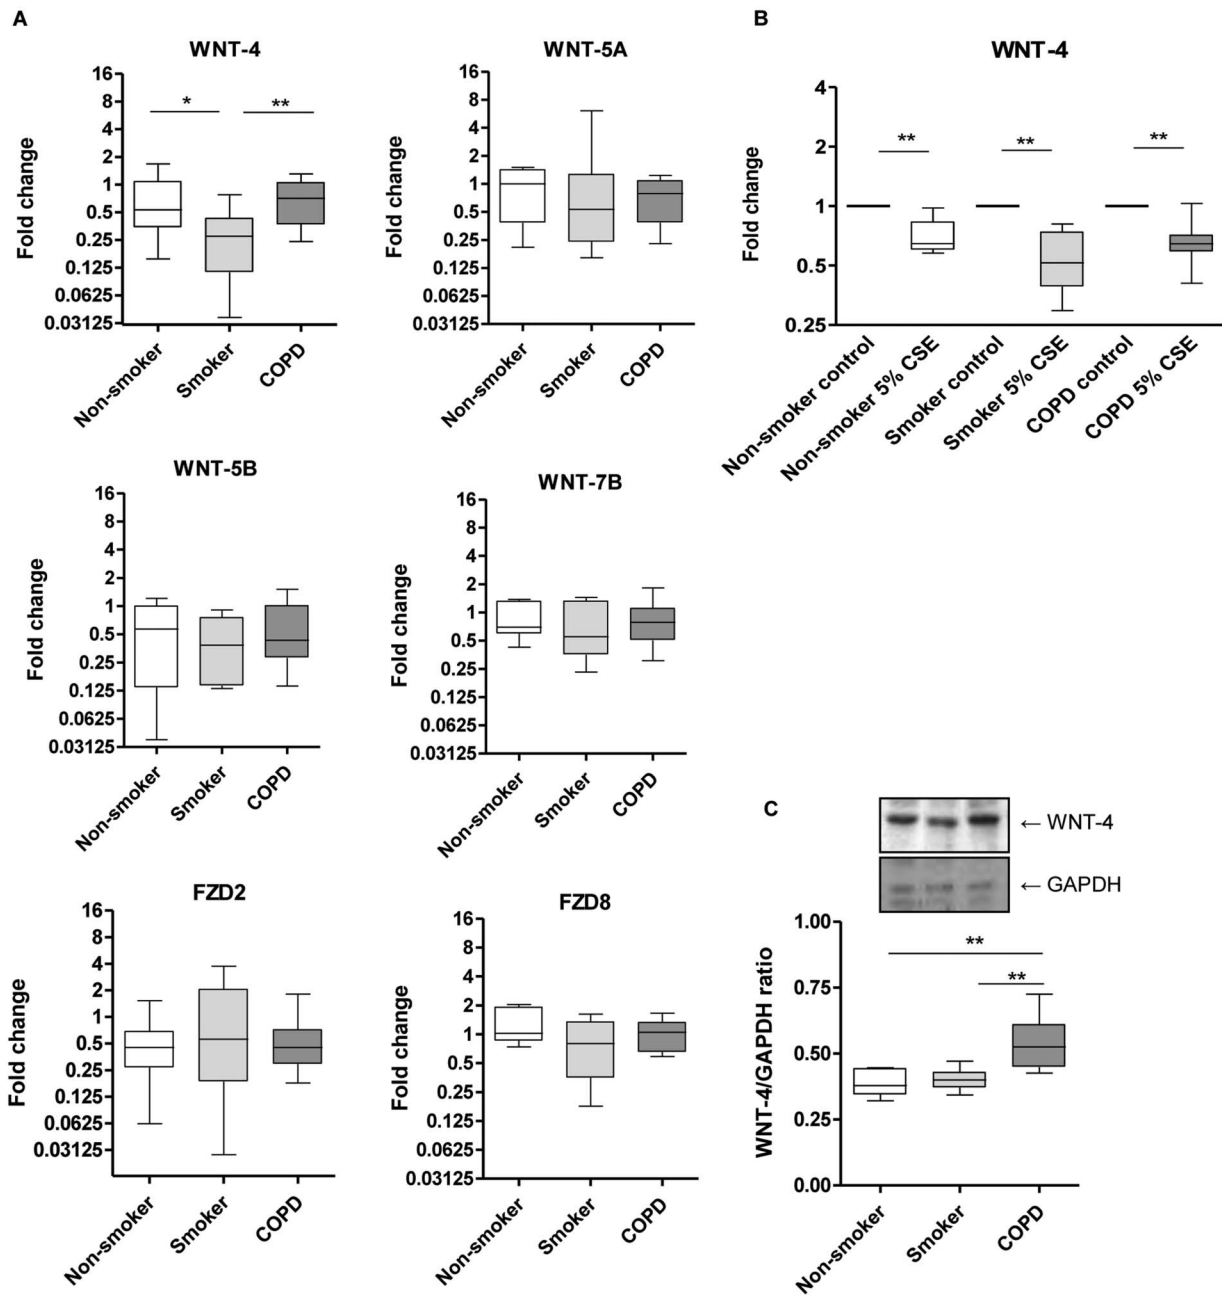 A
WNT-4
Fold change
16
8
4
2
1
0.5
0.25
0.125
0.0625
0.03125
*
**
Non-smoker
Smoker
COPD
WNT-5A
Fold change
16
8
4
2
1
0.5
0.25
0.125
0.0625
0.03125
Non-smoker
Smoker
COPD
B
WNT-4
Fold change
4
2
1
0.5
0.25
**
**
**
Non-smoker control
Non-smoker 5% CSE
Smoker control
Smoker 5% CSE
COPD control
COPD 5% CSE
WNT-5B
Fold change
16
8
4
2
1
0.5
0.25
0.125
0.0625
0.03125
Non-smoker
Smoker
COPD
WNT-7B
Fold change
16
8
4
2
1
0.5
0.25
0.125
0.0625
0.03125
Non-smoker
Smoker
COPD
FZD2
Fold change
16
8
4
2
1
0.5
0.25
0.125
0.0625
0.03125
Non-smoker
Smoker
COPD
FZD8
Fold change
16
8
4
2
1
0.5
0.25
0.125
0.0625
0.03125
Non-smoker
Smoker
COPD
C
← WNT-4
← GAPDH
WNT-4/GAPDH ratio
1.00
0.75
0.50
0.25
0.00
**
**
Non-smoker
Smoker
COPD